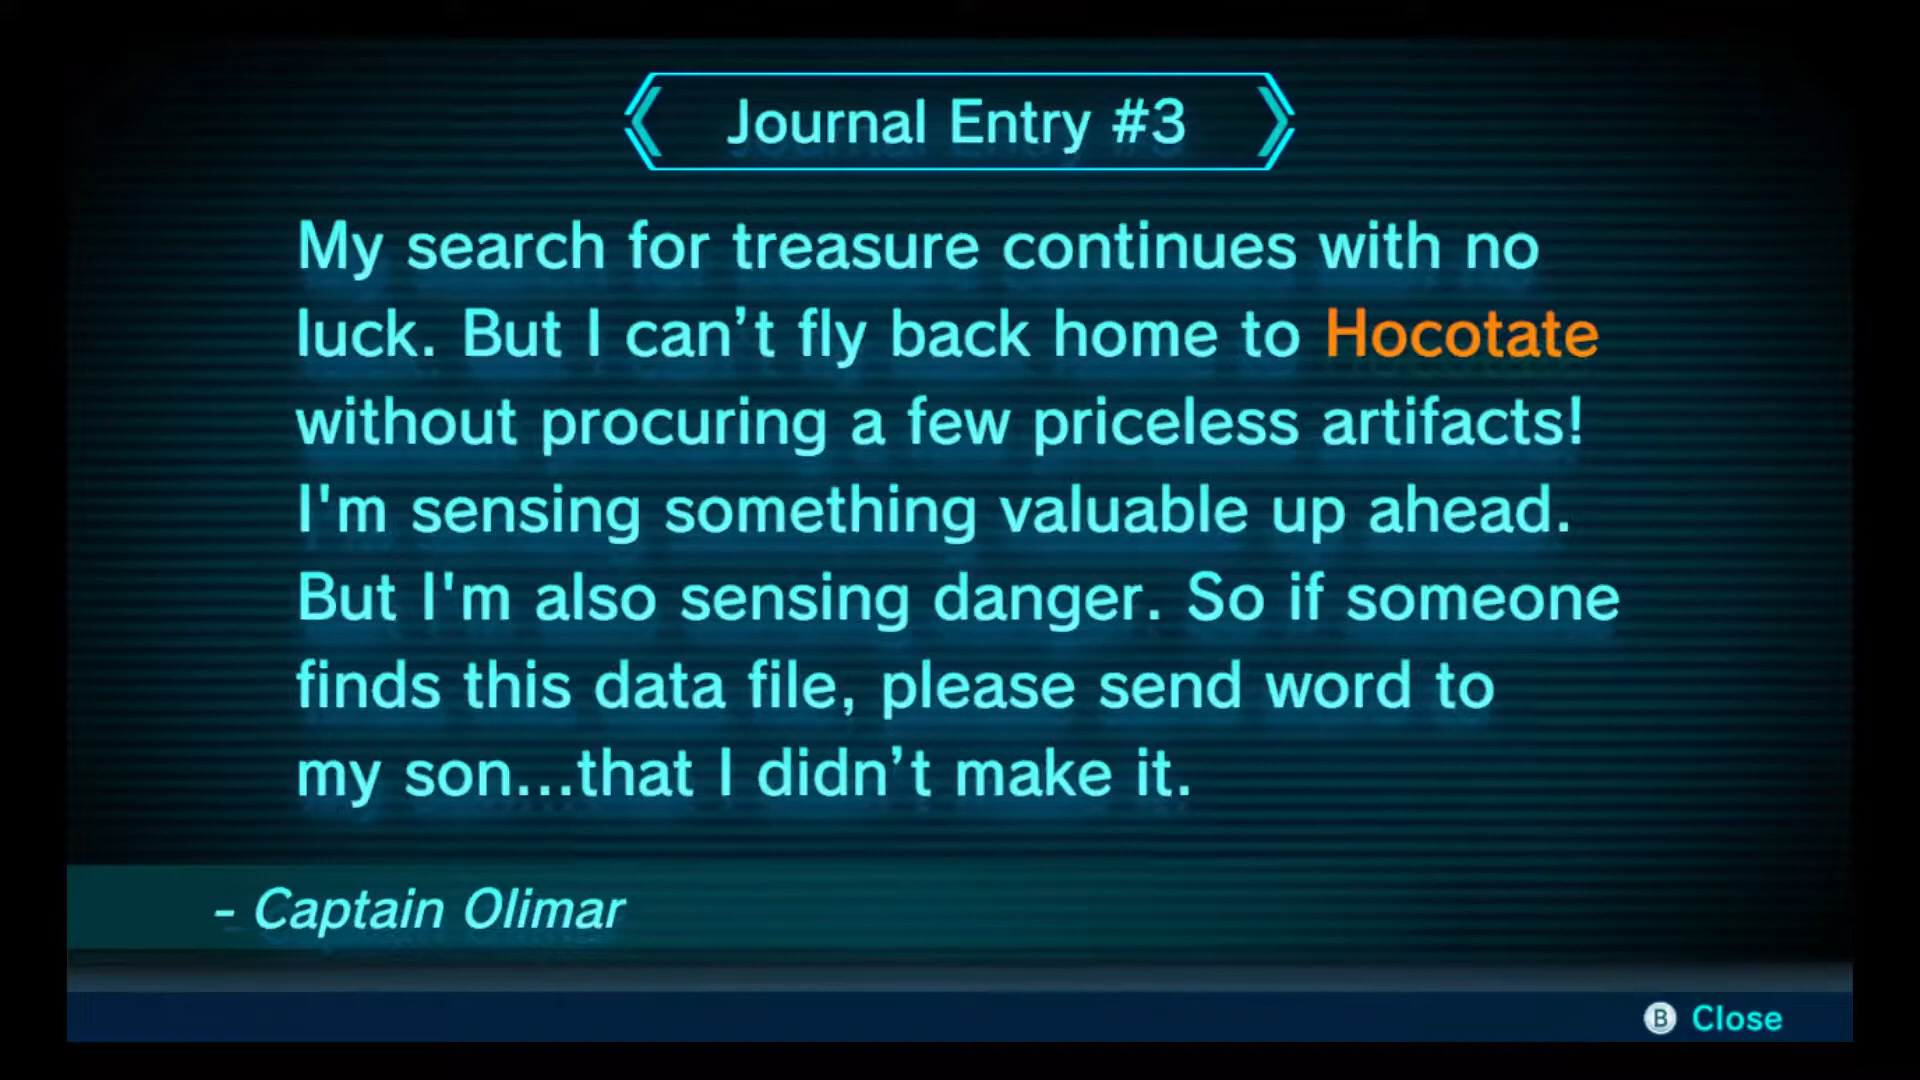 Journal Entry #3
My search for treasure continues with no
luck. But I can’t fly back home to Hocotate
without procuring a few priceless artifacts!
I'm sensing something valuable up ahead.
But I'm also sensing danger. So if someone
finds this data file, please send word to
my son...that I didn’t make it.
- Captain Olimar
B Close